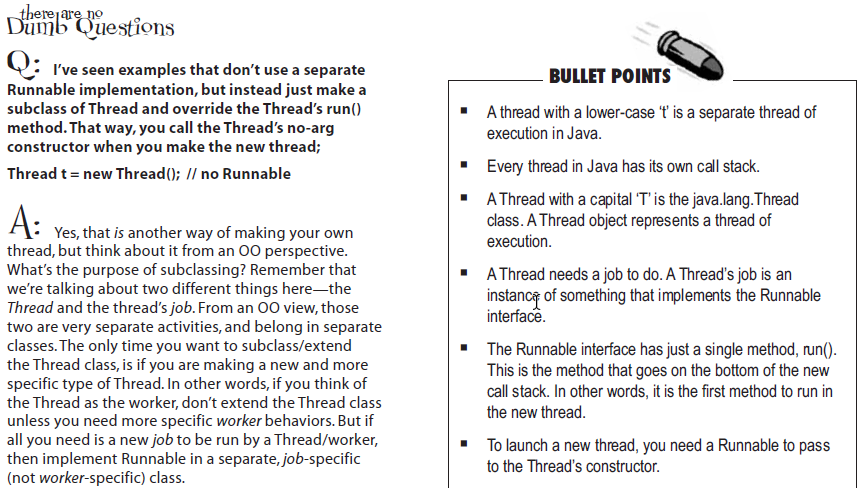 there are no
Dumb Questions
Q: I’ve seen examples that don’t use a separate
Runnable implementation, but instead just make a
subclass of Thread and override the Thread’s run()
method. That way, you call the Thread’s no-arg
constructor when you make the new thread;
Thread t = new Thread(); // no Runnable
A: Yes, that is another way of making your own
thread, but think about it from an OO perspective.
What’s the purpose of subclassing? Remember that
we’re talking about two different things here—the
Thread and the thread’s job. From an OO view, those
two are very separate activities, and belong in separate
classes. The only time you want to subclass/extend
the Thread class, is if you are making a new and more
specific type of Thread. In other words, if you think of
the Thread as the worker, don’t extend the Thread class
unless you need more specific worker behaviors. But if
all you need is a new job to be run by a Thread/worker,
then implement Runnable in a separate, job-specific
(not worker-specific) class.
BULLET POINTS
■ A thread with a lower-case ‘t’ is a separate thread of
execution in Java.
■ Every thread in Java has its own call stack.
■ A Thread with a capital ‘T’ is the java.lang.Thread
class. A Thread object represents a thread of
execution.
■ A Thread needs a job to do. A Thread’s job is an
instance of something that implements the Runnable
interface.
■ The Runnable interface has just a single method, run().
This is the method that goes on the bottom of the new
call stack. In other words, it is the first method to run in
the new thread.
■ To launch a new thread, you need a Runnable to pass
to the Thread’s constructor.